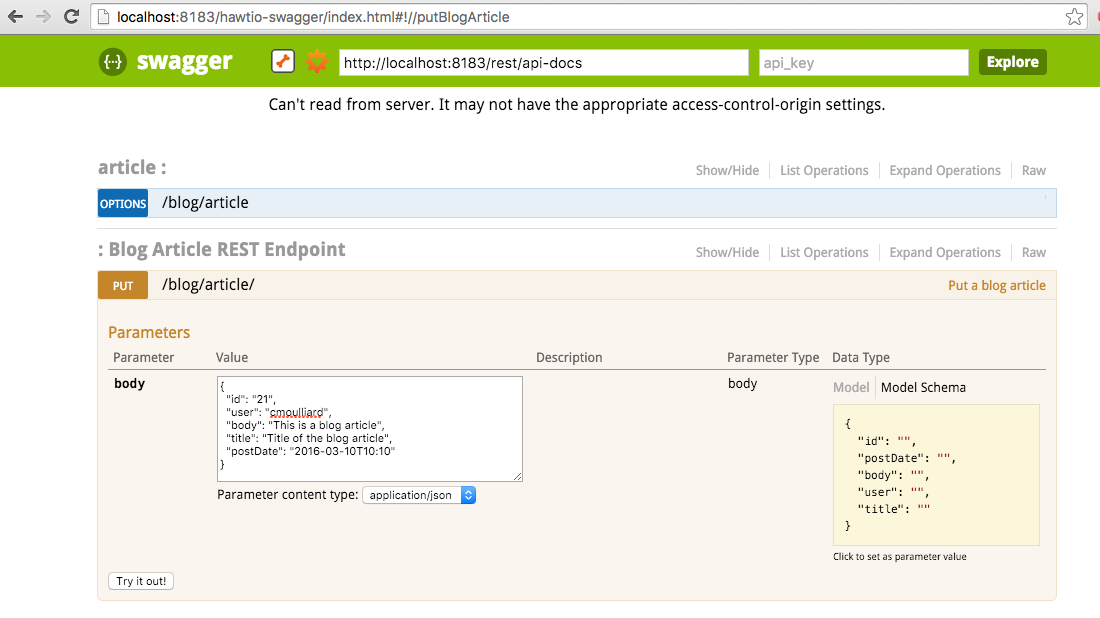 localhost:8183/hawtio-swagger/index.html#!//putBlogArticle
{··} swagger http://localhost:8183/rest/api-docs api_key Explore
Can't read from server. It may not have the appropriate access-control-origin settings.
article : Show/Hide List Operations Expand Operations Raw
OPTIONS /blog/article
: Blog Article REST Endpoint Show/Hide List Operations Expand Operations Raw
PUT /blog/article/ Put a blog article
Parameters
Parameter Value Description Parameter Type Data Type
body
{
"id": "21",
"user": "cmoulliard",
"body": "This is a blog article",
"title": "Title of the blog article",
"postDate": "2016-03-10T10:10"
}
Parameter content type: application/json
body
Model Model Schema
{
"id": "",
"postDate": "",
"body": "",
"user": "",
"title": ""
}
Click to set as parameter value
Try it out!